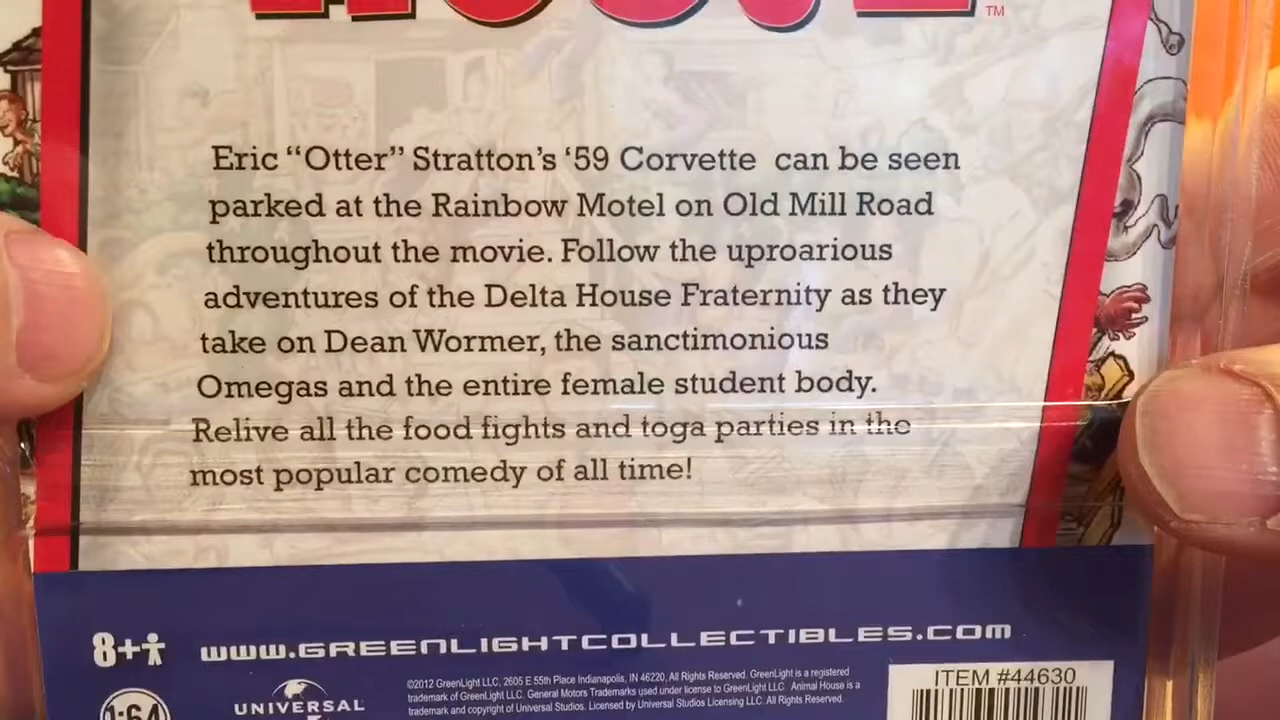 HOUSE
TM
Eric “Otter” Stratton’s ‘59 Corvette can be seen
parked at the Rainbow Motel on Old Mill Road
throughout the movie. Follow the uproarious
adventures of the Delta House Fraternity as they
take on Dean Wormer, the sanctimonious
Omegas and the entire female student body.
Relive all the food fights and toga parties in the
most popular comedy of all time!
8+
www.GREENLIGHTCOLLECTIBLES.COM
1:64
UNIVERSAL
©2012 GreenLight LLC, 2605 E 55th Place Indianapolis, IN 46220, All Rights Reserved. GreenLight is a registered
trademark of GreenLight LLC. General Motors Trademarks used under license to GreenLight LLC. Animal House is a
trademark and copyright of Universal Studios. Licensed by Universal Studios Licensing LLC. All Rights Reserved.
ITEM #44630